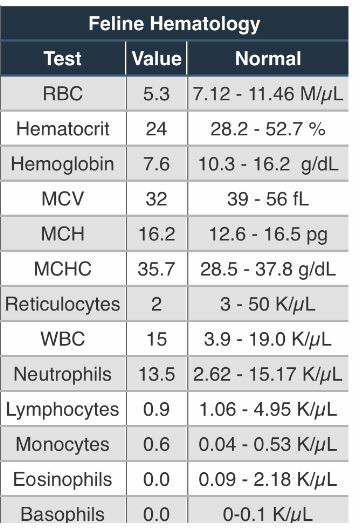 Feline Hematology
Test Value Normal
RBC 5.3 7.12 - 11.46 M/µL
Hematocrit 24 28.2 - 52.7 %
Hemoglobin 7.6 10.3 - 16.2 g/dL
MCV 32 39 - 56 fL
MCH 16.2 12.6 - 16.5 pg
MCHC 35.7 28.5 - 37.8 g/dL
Reticulocytes 2 3 - 50 K/µL
WBC 15 3.9 - 19.0 K/µL
Neutrophils 13.5 2.62 - 15.17 K/µL
Lymphocytes 0.9 1.06 - 4.95 K/µL
Monocytes 0.6 0.04 - 0.53 K/µL
Eosinophils 0.0 0.09 - 2.18 K/µL
Basophils 0.0 0-0.1 K/µL